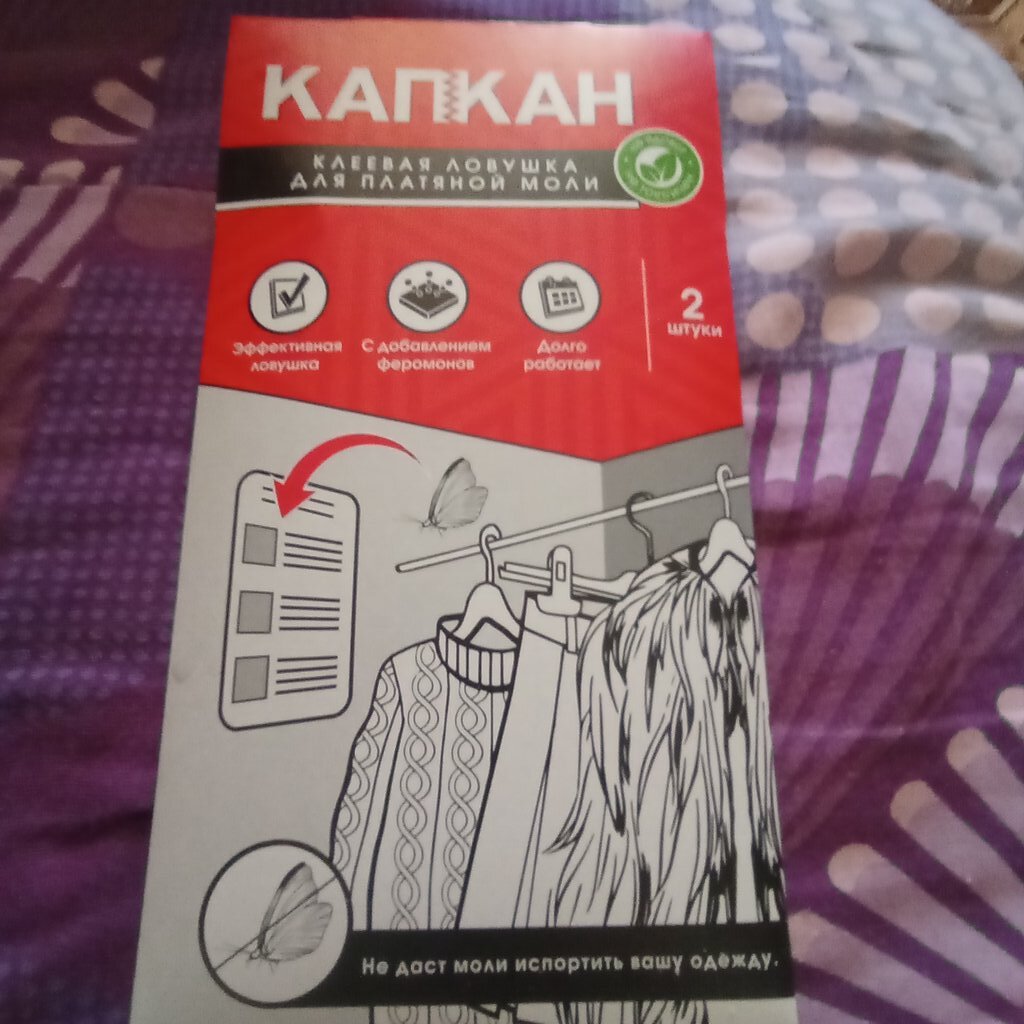 КАПКАН
КЛЕЕВАЯ ЛОВУШКА
ДЛЯ ПЛАТЯНОЙ МОЛИ
Эффективная
ловушка
С добавлением
феромонов
Долго
работает
2
штуки
Не даст моли испортить вашу одёжду.